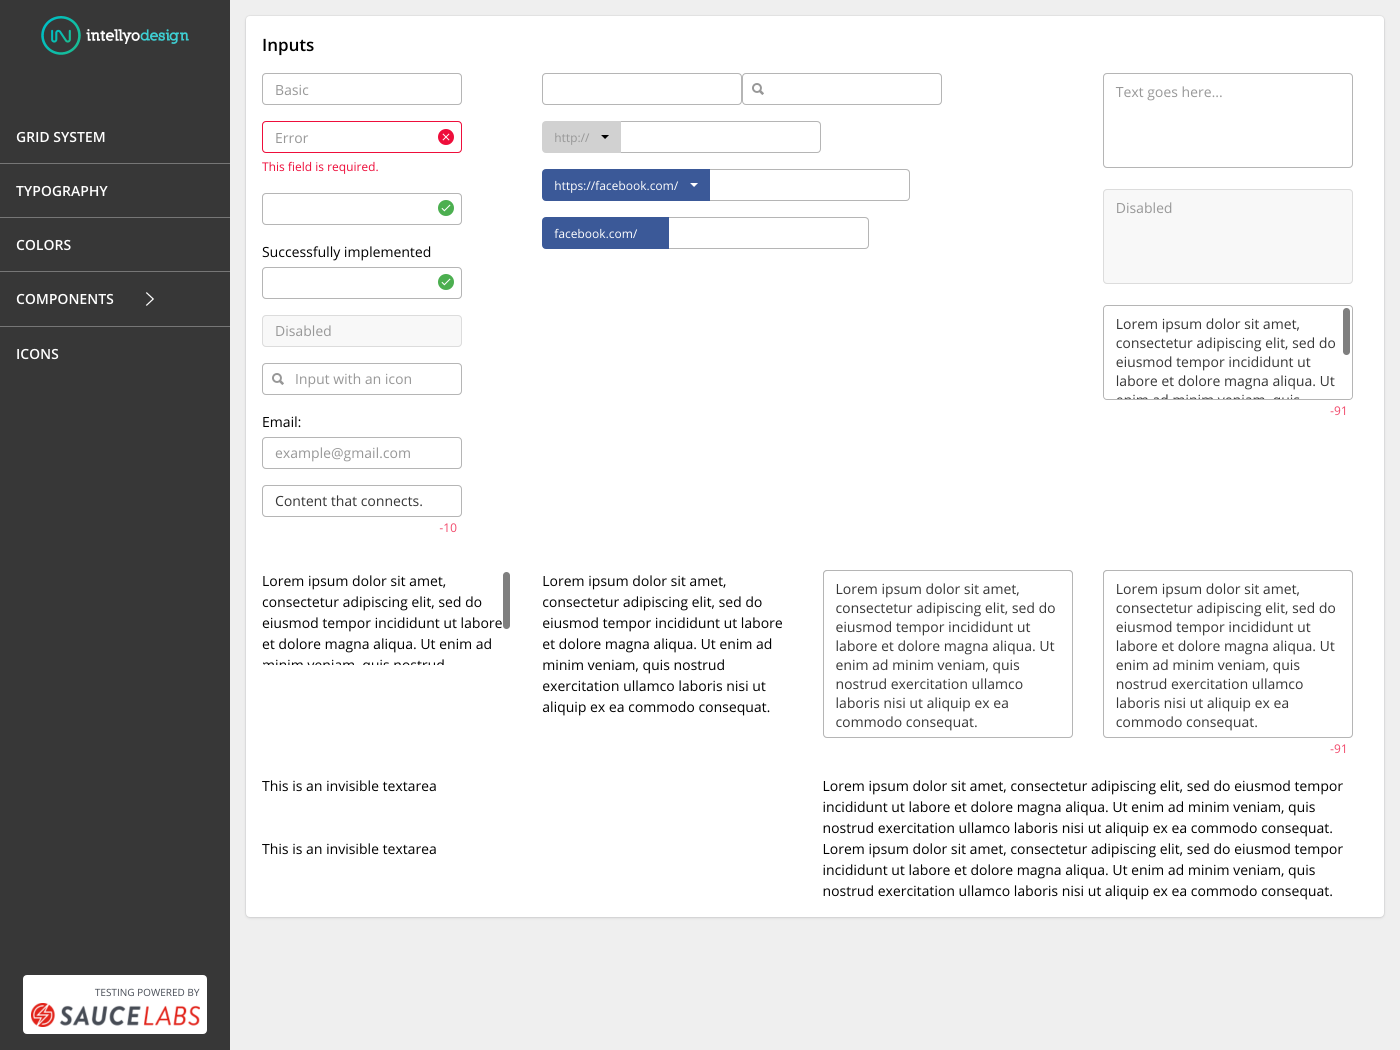 intellyodesign
GRID SYSTEM
TYPOGRAPHY
COLORS
COMPONENTS
ICONS
TESTING POWERED BY
SAUCELABS
Inputs
Basic
Error
This field is required.
Successfully implemented
Disabled
Input with an icon
Email:
example@gmail.com
Content that connects.
-10
http://
https://facebook.com/
facebook.com/
Text goes here...
Disabled
Lorem ipsum dolor sit amet,
consectetur adipiscing elit, sed do
eiusmod tempor incididunt ut
labore et dolore magna aliqua. Ut
enim ad minim veniam, quis
-91
Lorem ipsum dolor sit amet,
consectetur adipiscing elit, sed do
eiusmod tempor incididunt ut labore
et dolore magna aliqua. Ut enim ad
minim veniam, quis nostrud
Lorem ipsum dolor sit amet,
consectetur adipiscing elit, sed do
eiusmod tempor incididunt ut labore
et dolore magna aliqua. Ut enim ad
minim veniam, quis nostrud
exercitation ullamco laboris nisi ut
aliquip ex ea commodo consequat.
Lorem ipsum dolor sit amet,
consectetur adipiscing elit, sed do
eiusmod tempor incididunt ut
labore et dolore magna aliqua. Ut
enim ad minim veniam, quis
nostrud exercitation ullamco
laboris nisi ut aliquip ex ea
commodo consequat.
Lorem ipsum dolor sit amet,
consectetur adipiscing elit, sed do
eiusmod tempor incididunt ut
labore et dolore magna aliqua. Ut
enim ad minim veniam, quis
nostrud exercitation ullamco
laboris nisi ut aliquip ex ea
commodo consequat.
-91
This is an invisible textarea
This is an invisible textarea
Lorem ipsum dolor sit amet, consectetur adipiscing elit, sed do eiusmod tempor
incididunt ut labore et dolore magna aliqua. Ut enim ad minim veniam, quis
nostrud exercitation ullamco laboris nisi ut aliquip ex ea commodo consequat.
Lorem ipsum dolor sit amet, consectetur adipiscing elit, sed do eiusmod tempor
incididunt ut labore et dolore magna aliqua. Ut enim ad minim veniam, quis
nostrud exercitation ullamco laboris nisi ut aliquip ex ea commodo consequat.